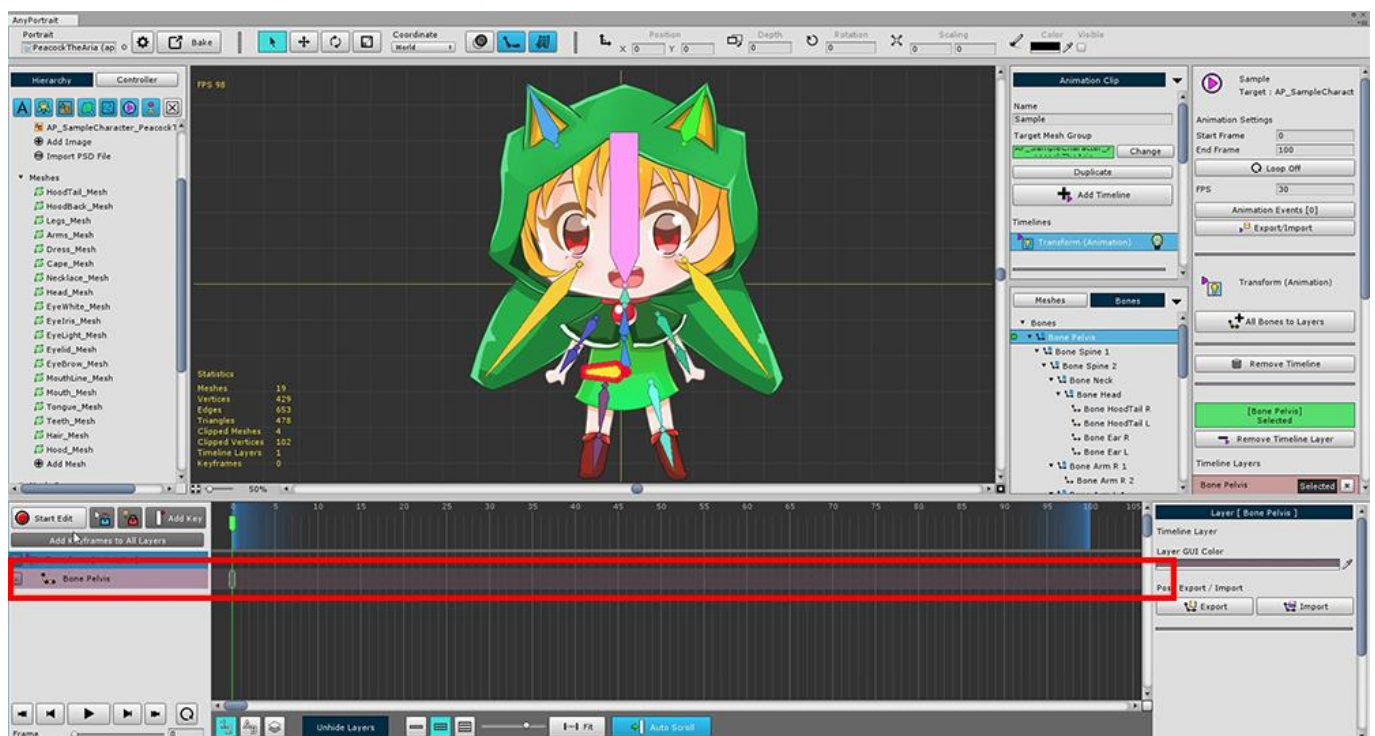 AnyPortrait
Portrait
PeacockTheAria (ap
Bake
Coordinate
World
Position
X 0 Y 0
Depth
0
Rotation
0
Scaling
0 0
Color Visible
Hierarchy
Controller
AP_SampleCharacter_PeacockT
Add Image
Import PSD File
Meshes
HoodTail_Mesh
HoodBack_Mesh
Legs_Mesh
Arms_Mesh
Dress_Mesh
Cape_Mesh
Necklace_Mesh
Head_Mesh
EyeWhite_Mesh
EyeIris_Mesh
EyeLight_Mesh
Eyelid_Mesh
EyeBrow_Mesh
MouthLine_Mesh
Mouth_Mesh
Tongue_Mesh
Teeth_Mesh
Hair_Mesh
Hood_Mesh
Add Mesh
FPS 98
Statistics
Meshes 19
Vertices 429
Edges 653
Triangles 478
Clipped Meshes 4
Clipped Vertices 102
Timeline Layers 1
Keyframes 0
50%
Animation Clip
Name
Sample
Target Mesh Group
Change
Duplicate
Add Timeline
Timelines
Transform (Animation)
Meshes
Bones
Bones
Bone Pelvis
Bone Spine 1
Bone Spine 2
Bone Neck
Bone Head
Bone HoodTail R
Bone HoodTail L
Bone Ear R
Bone Ear L
Bone Arm R 1
Bone Arm R 2
Sample
Target : AP_SampleCharact
Animation Settings
Start Frame 0
End Frame 100
Loop Off
FPS 30
Animation Events [0]
Export/Import
Transform (Animation)
All Bones to Layers
Remove Timeline
[Bone Pelvis]
Selected
Remove Timeline Layer
Timeline Layers
Bone Pelvis Selected
Start Edit
Add Key
Add Keyframes to All Layers
Bone Pelvis
0 5 10 15 20 25 30 35 40 45 50 55 60 65 70 75 80 85 90 95 100 105
Layer [ Bone Pelvis ]
Timeline Layer
Layer GUI Color
Export / Import
Export
Import
Frame 0
Unhide Layers
Fit
Auto Scroll